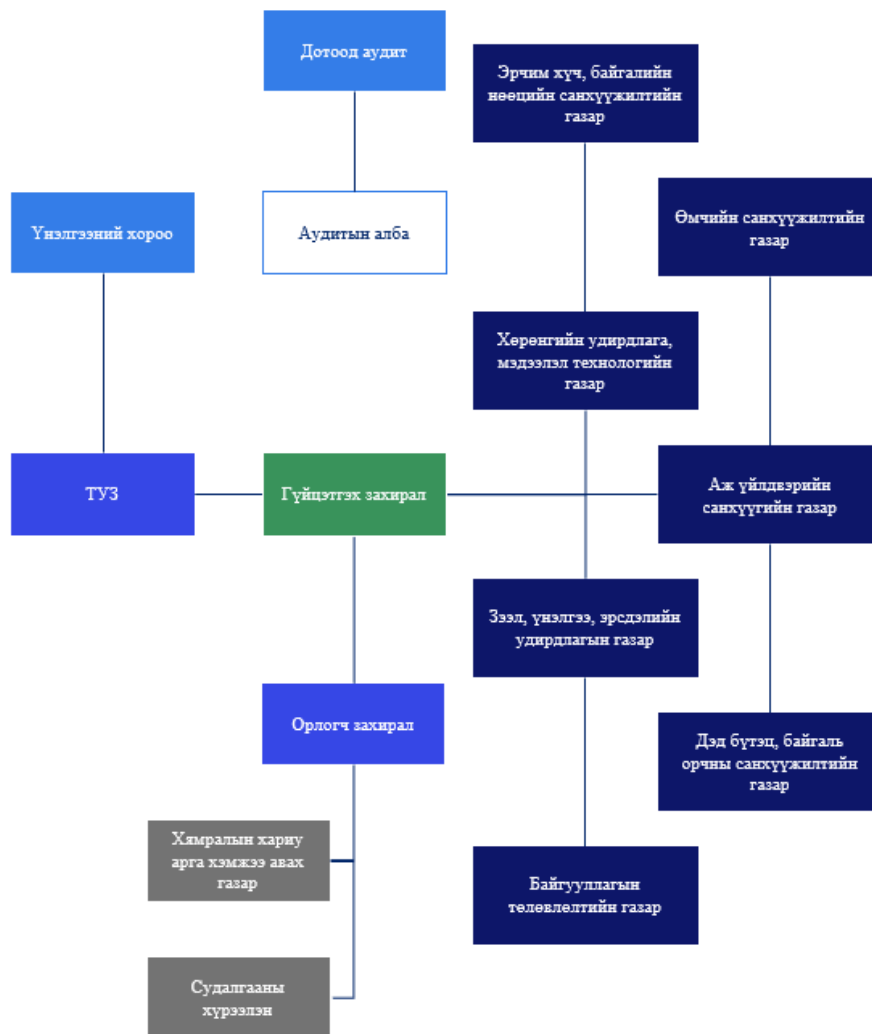 Дотоод аудит
Эрчим хүч, байгалийн
нөөцийн санхүүжилтийн
газар
Үнэлгээний хороо
Аудитын алба
Өмчийн санхүүжилтийн
газар
Хөрөнгийн удирдлага,
мэдээлэл технологийн
газар
ТУЗ
Гүйцэтгэх захирал
Аж үйлдвэрийн
санхүүгийн газар
Зээл, үнэлгээ, эрсдэлийн
удирдлагын газар
Орлогч захирал
Дэд бүтэц, байгаль
орчны санхүүжилтийн
газар
Хямралын хариу
арга хэмжээ авах
газар
Байгууллагын
төлөвлөлтийн газар
Судалгааны
хүрээлэн